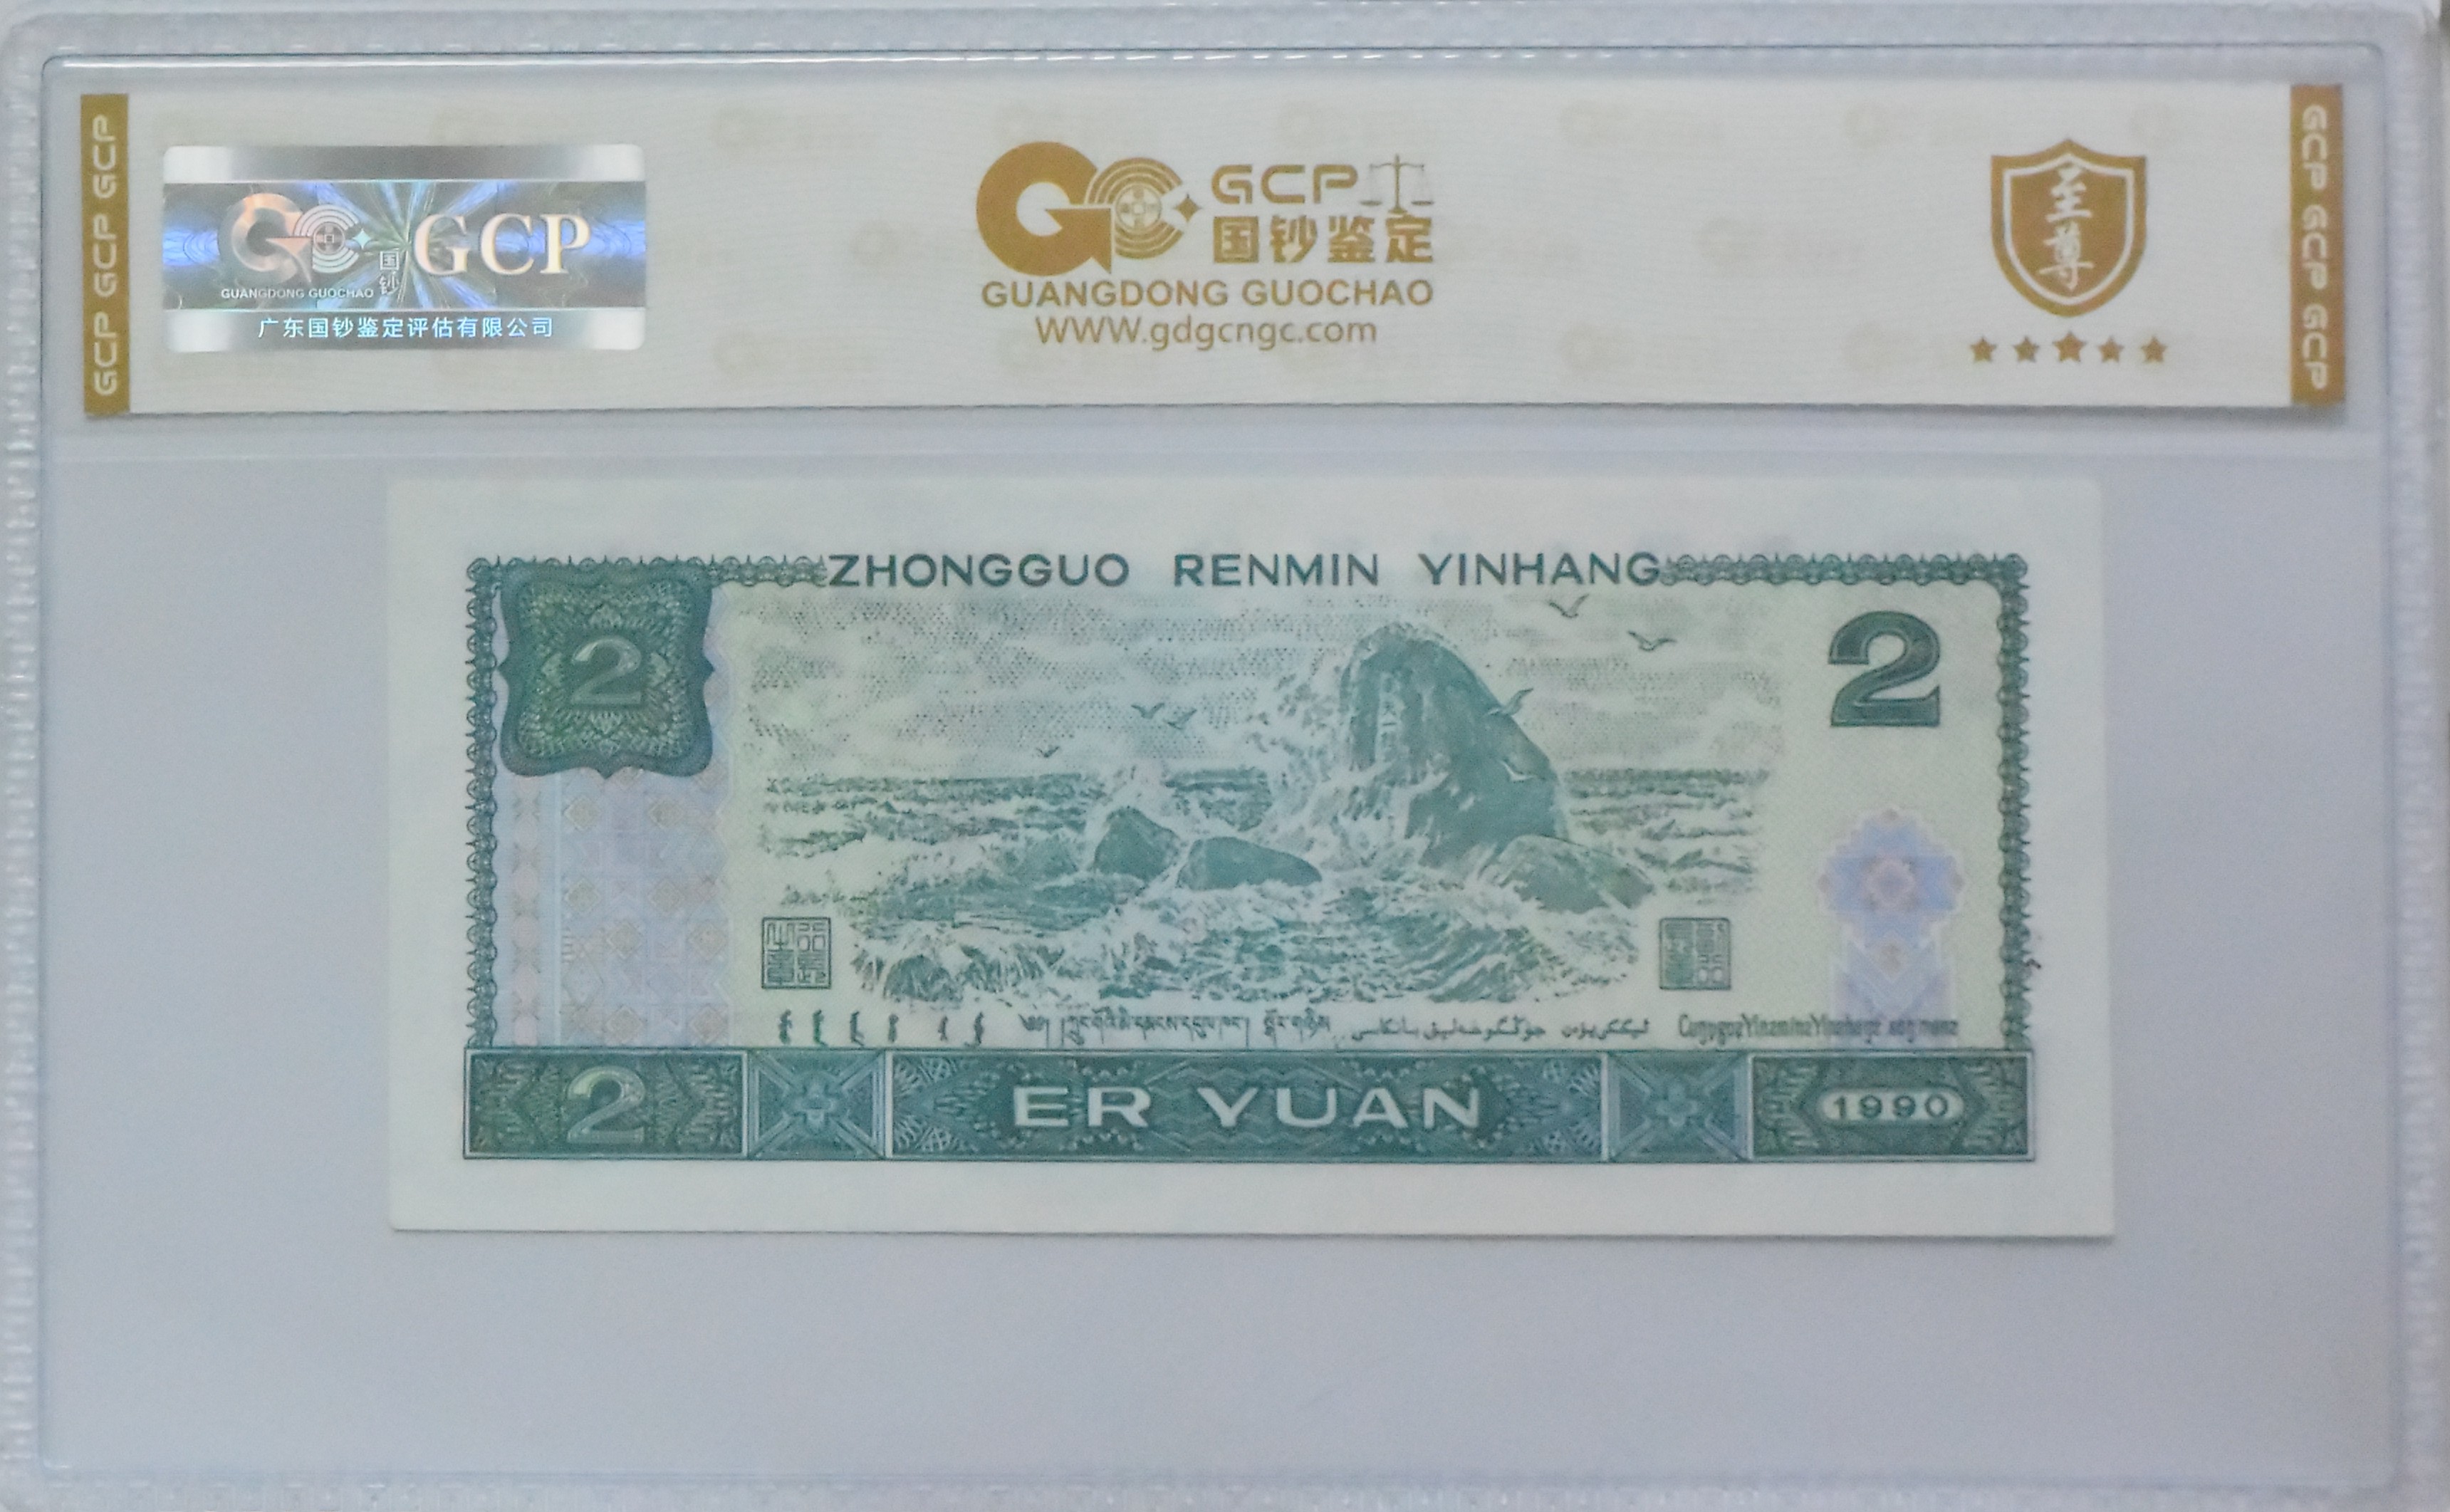 GCP GCP GCP
GCP
国钞
GUANGDONG GUOCHAO
广东国钞鉴定评估有限公司
GCP
国钞鉴定
GUANGDONG GUOCHAO
WWW.gdgcngc.com
至尊
GCP GCP GCP
ZHONGGUO RENMIN YINHANG
2
2
2
ER YUAN
1990